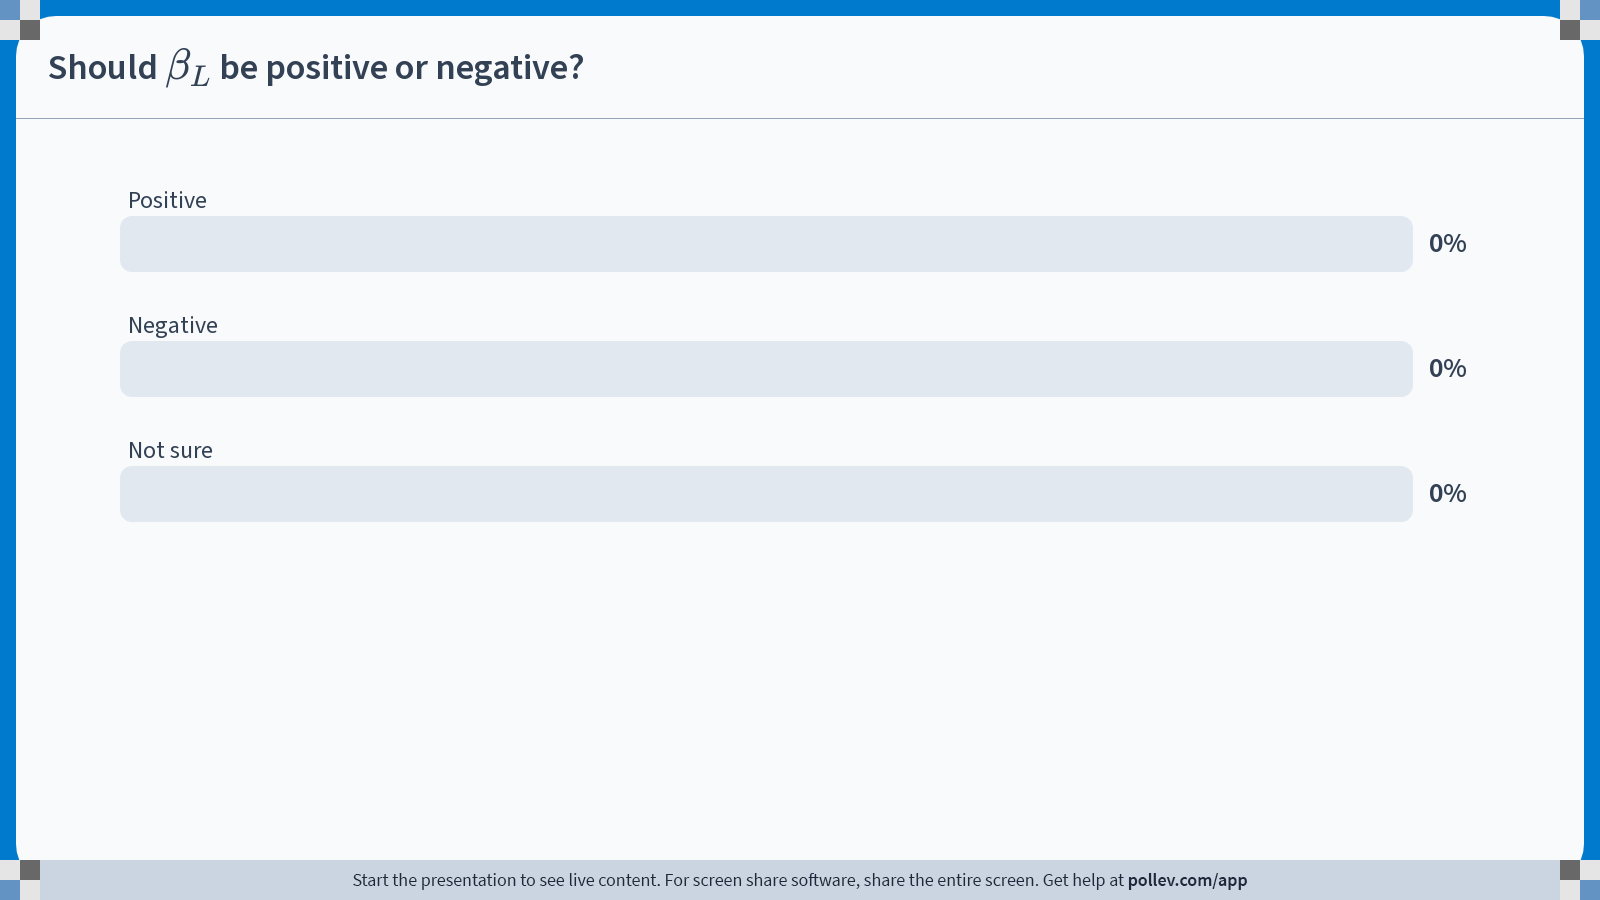 Should β_L be positive or negative?
Positive
0%
Negative
0%
Not sure
0%
Start the presentation to see live content. For screen share software, share the entire screen. Get help at pollev.com/app